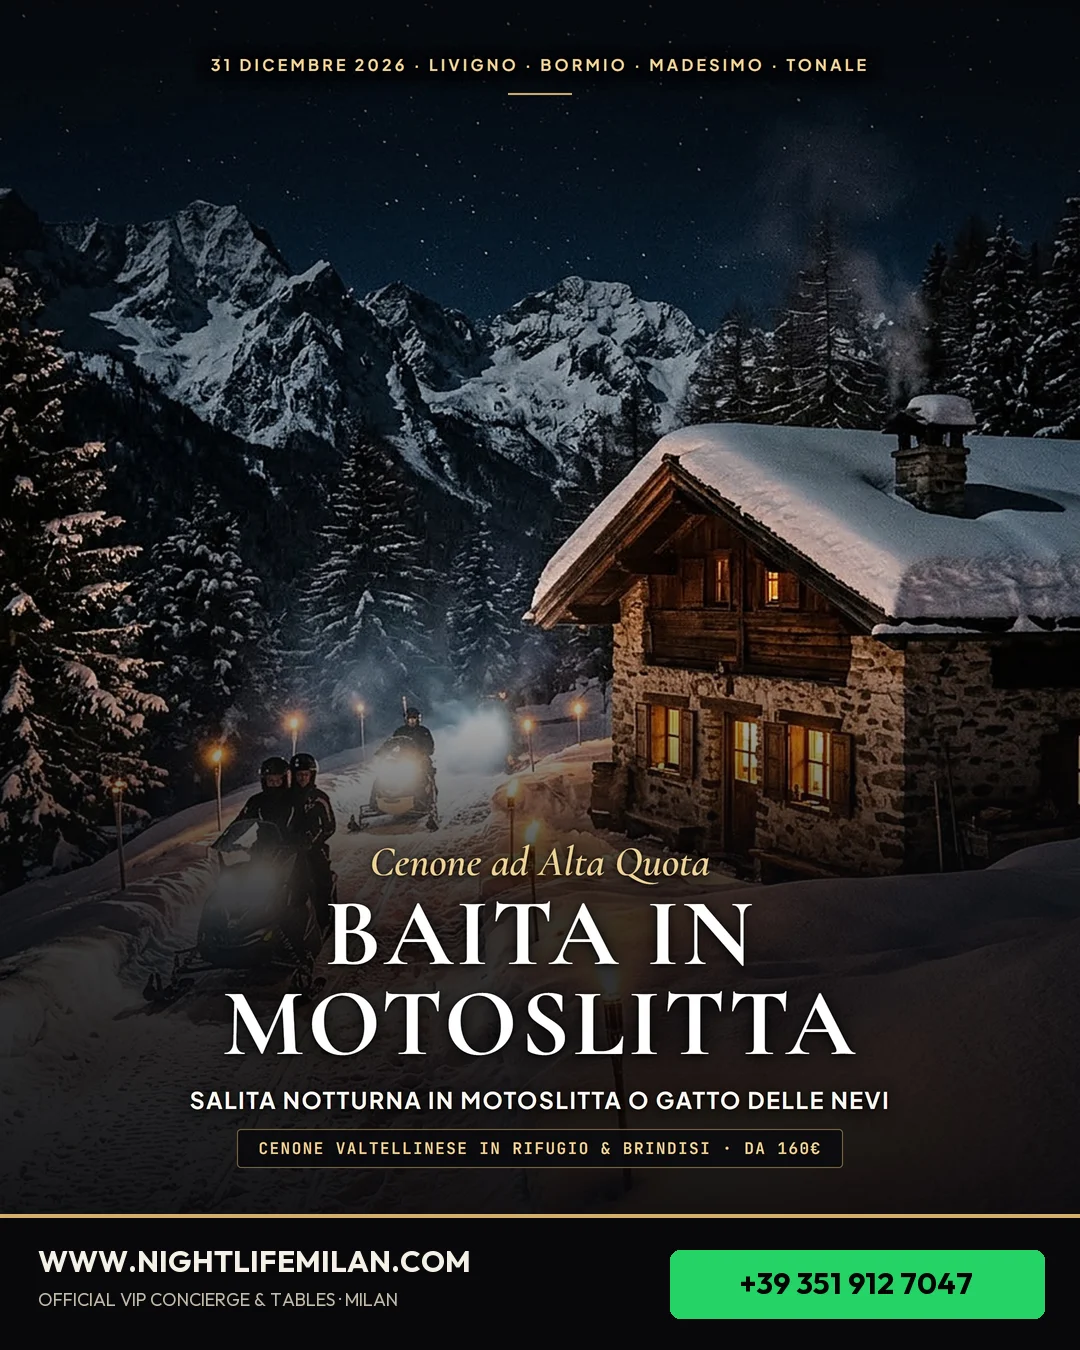 31 DICEMBRE 2026 · LIVIGNO · BORMIO · MADESIMO · TONALE
Cenone ad Alta Quota
BAITA IN
MOTOSLITTA
SALITA NOTTURNA IN MOTOSLITTA O GATTO DELLE NEVI
CENONE VALTELLINESE IN RIFUGIO & BRINDISI · DA 160€
WWW.NIGHTLIFEMILAN.COM
OFFICIAL VIP CONCIERGE & TABLES · MILAN
+39 351 912 7047